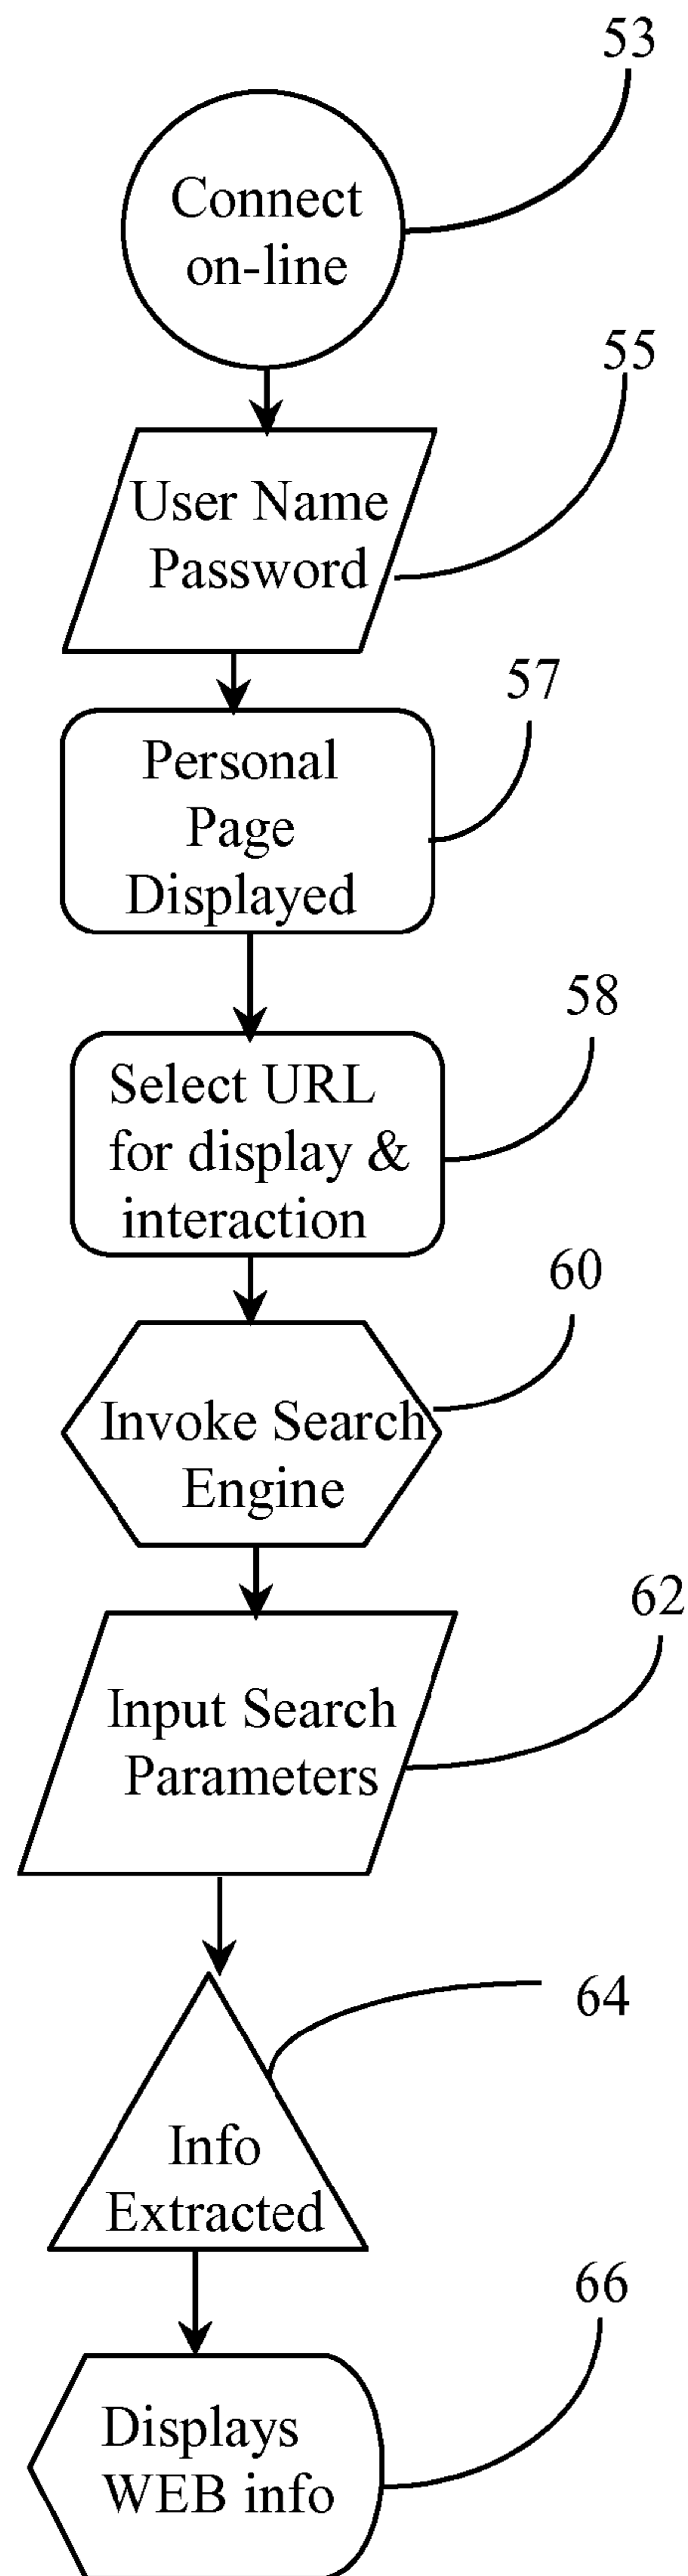 53
Connect
on-line
55
User Name
Password
57
Personal
Page
Displayed
58
Select URL
for display &
interaction
60
Invoke Search
Engine
62
Input Search
Parameters
64
Info
Extracted
66
Displays
WEB info